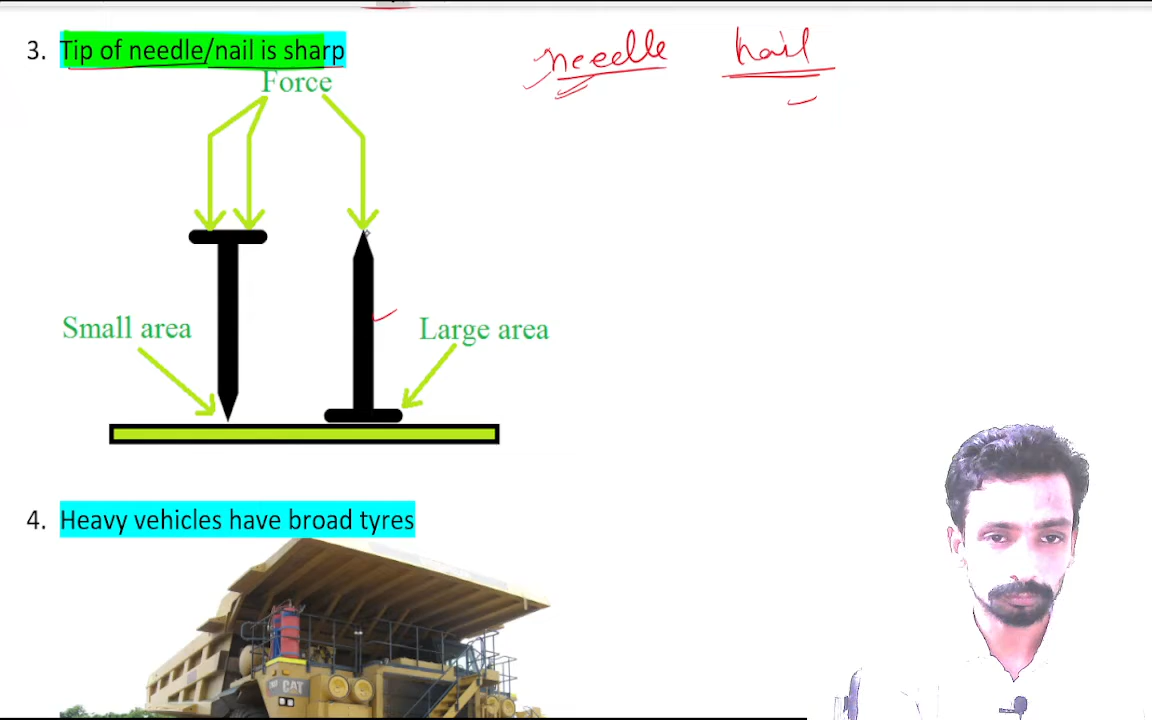 3. Tip of needle/nail is sharp
needle nail
Force
Small area
Large area
4. Heavy vehicles have broad tyres
CAT